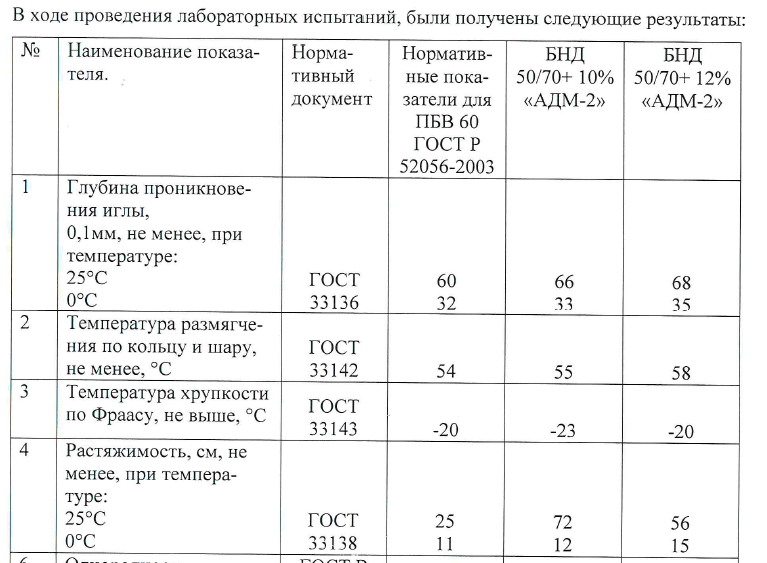 В ходе проведения лабораторных испытаний, были получены следующие результаты:
№ Наименование показа- Норма- Норматив- БНД БНД
теля. тивный ные пока- 50/70+ 10% 50/70+ 12%
документ затели для «АДМ-2» «АДМ-2»
ПБВ 60
ГОСТ Р
52056-2003
1 Глубина проникнове-
ния иглы,
0,1мм, не менее, при
температуре:
25°С ГОСТ 60 66 68
0°С 33136 32 33 35
2 Температура размягче-
ния по кольцу и шару, ГОСТ
не менее, °С 33142 54 55 58
3 Температура хрупкости ГОСТ
по Фраасу, не выше, °С 33143 -20 -23 -20
4 Растяжимость, см, не
менее, при темпера-
туре:
25°С ГОСТ 25 72 56
0°С 33138 11 12 15